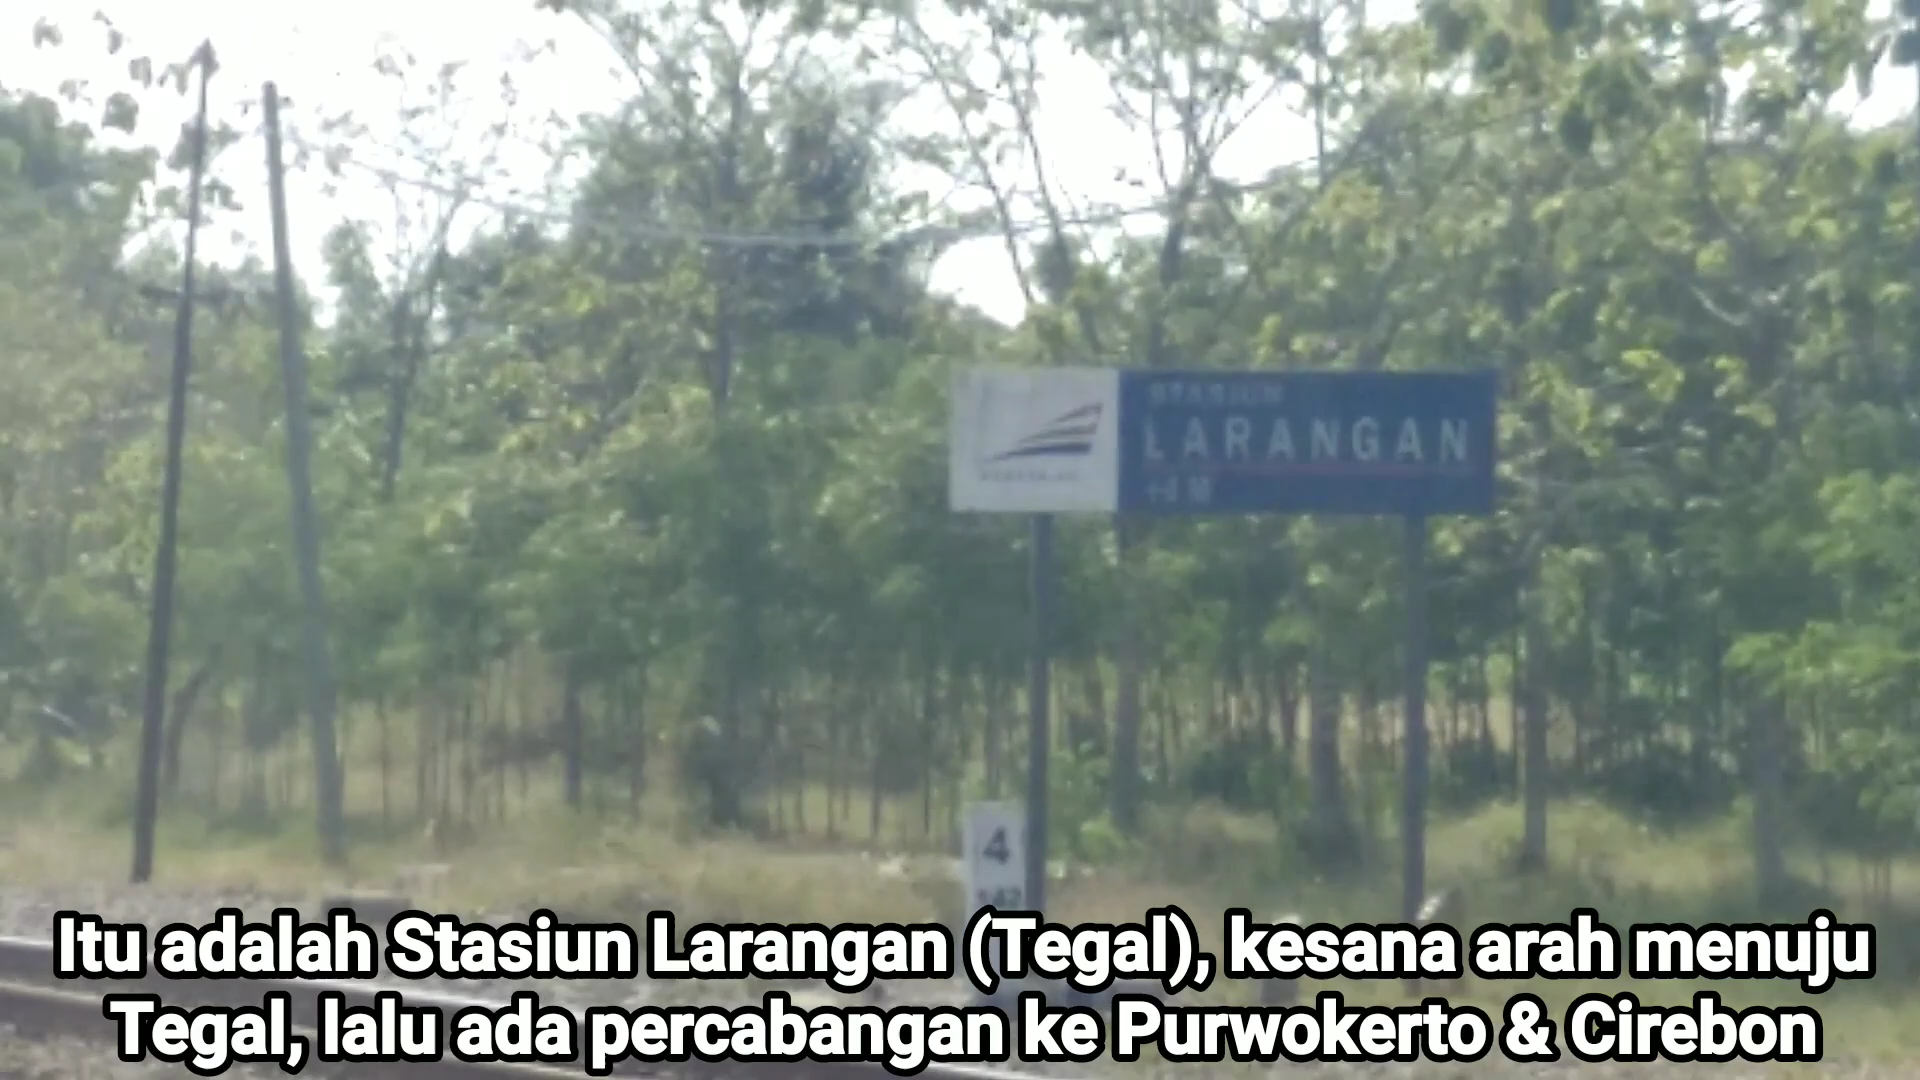 STASIUN
LARANGAN
4
Itu adalah Stasiun Larangan (Tegal), kesana arah menuju
Tegal, lalu ada percabangan ke Purwokerto & Cirebon